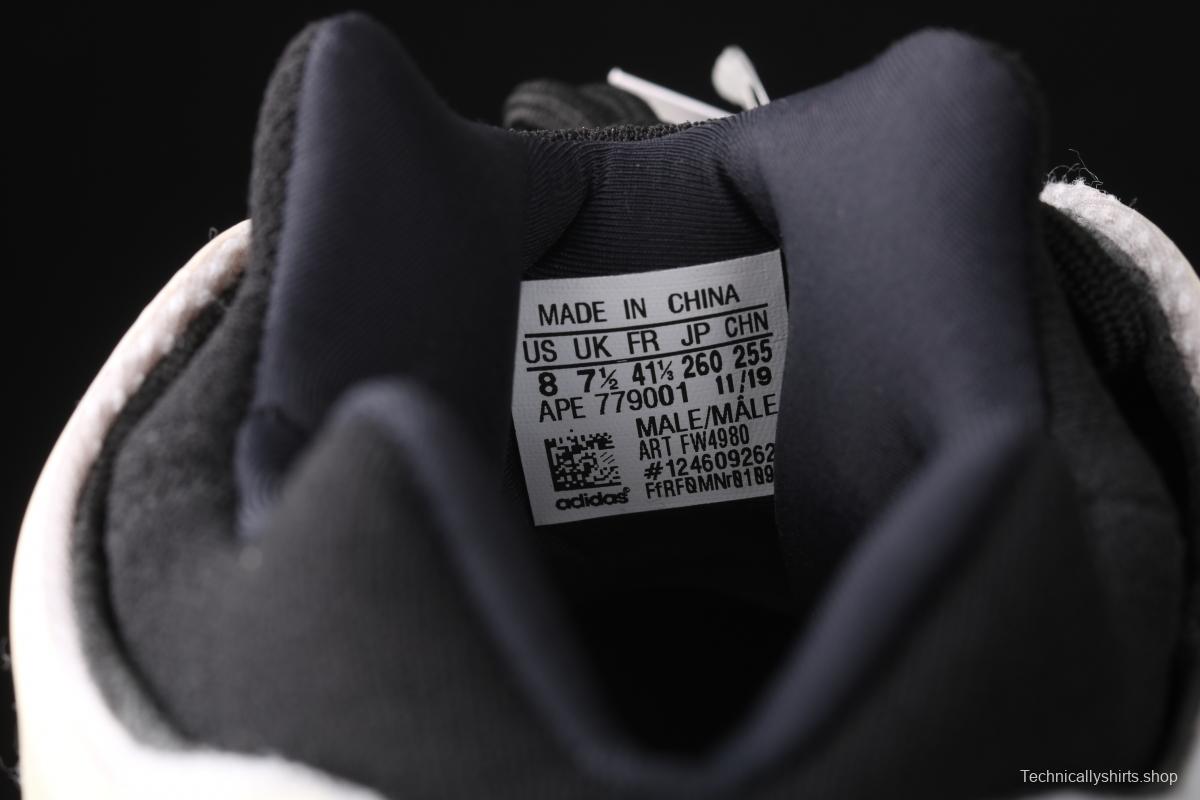 MADE IN CHINA
US UK FR JP CHN
8 7½ 41⅓ 260 255
APE 779001 11/19
MALE/MÂLE
ART FW4980
#124609262
FfRFQMNr0109
adidas
Technicallyshirts.shop